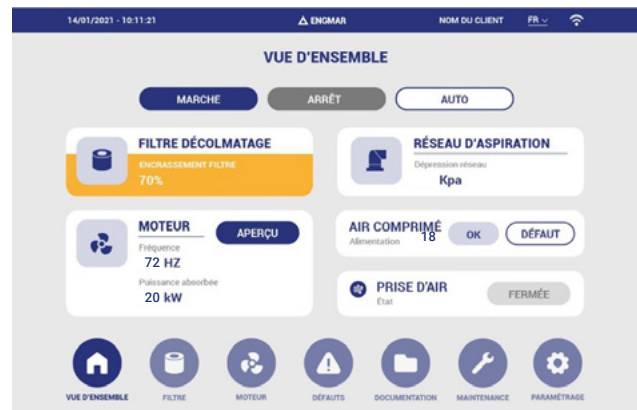 14/01/2021 - 10:11:21 ENGMAR NOM DU CLIENT FR
VUE D'ENSEMBLE
MARCHE ARRÊT AUTO
FILTRE DÉCOLMATAGE
ENCRASSEMENT FILTRE
70%
RÉSEAU D'ASPIRATION
Dépression réseau
Kpa
MOTEUR APERÇU
Fréquence
72 HZ
Puissance absorbée
20 kW
AIR COMPRIMÉ
Alimentation 18 OK DÉFAUT
PRISE D'AIR
État FERMÉE
VUE D'ENSEMBLE FILTRE MOTEUR DÉFAUTS DOCUMENTATION MAINTENANCE PARAMÉTRAGE